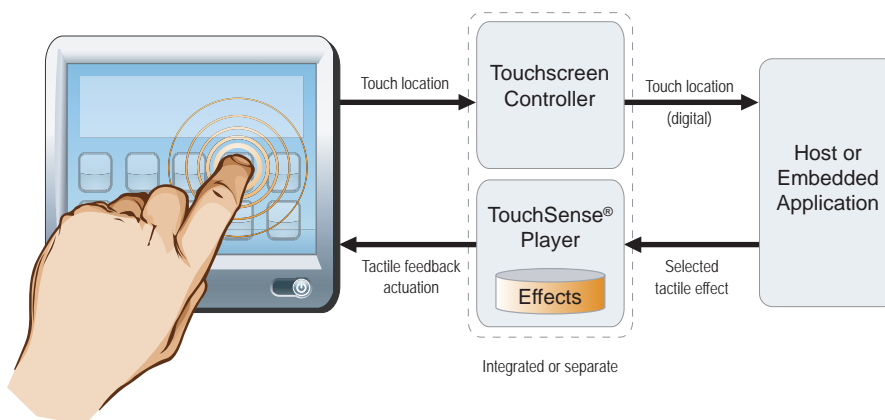 Touch location
Touchscreen
Controller
Touch location
(digital)
Host or
Embedded
Application
TouchSense®
Player
Effects
Tactile feedback
actuation
Selected
tactile effect
Integrated or separate